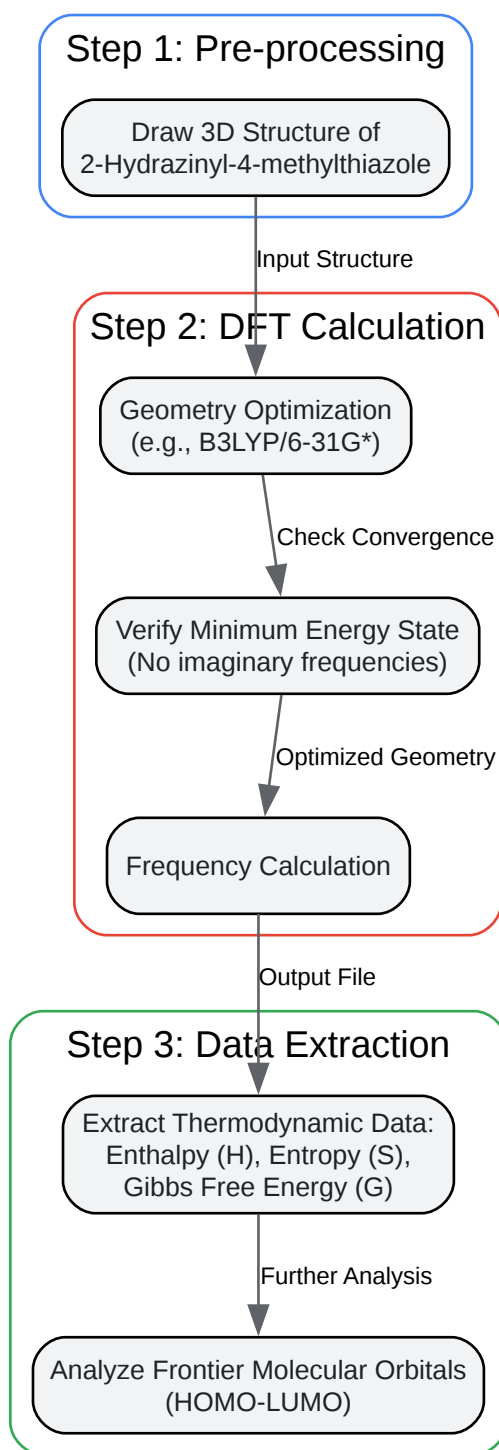 Step 1: Pre-processing
Draw 3D Structure of
2-Hydrazinyl-4-methylthiazole
Input Structure
Step 2: DFT Calculation
Geometry Optimization
(e.g., B3LYP/6-31G*)
Check Convergence
Verify Minimum Energy State
(No imaginary frequencies)
Optimized Geometry
Frequency Calculation
Output File
Step 3: Data Extraction
Extract Thermodynamic Data:
Enthalpy (H), Entropy (S),
Gibbs Free Energy (G)
Further Analysis
Analyze Frontier Molecular Orbitals
(HOMO-LUMO)